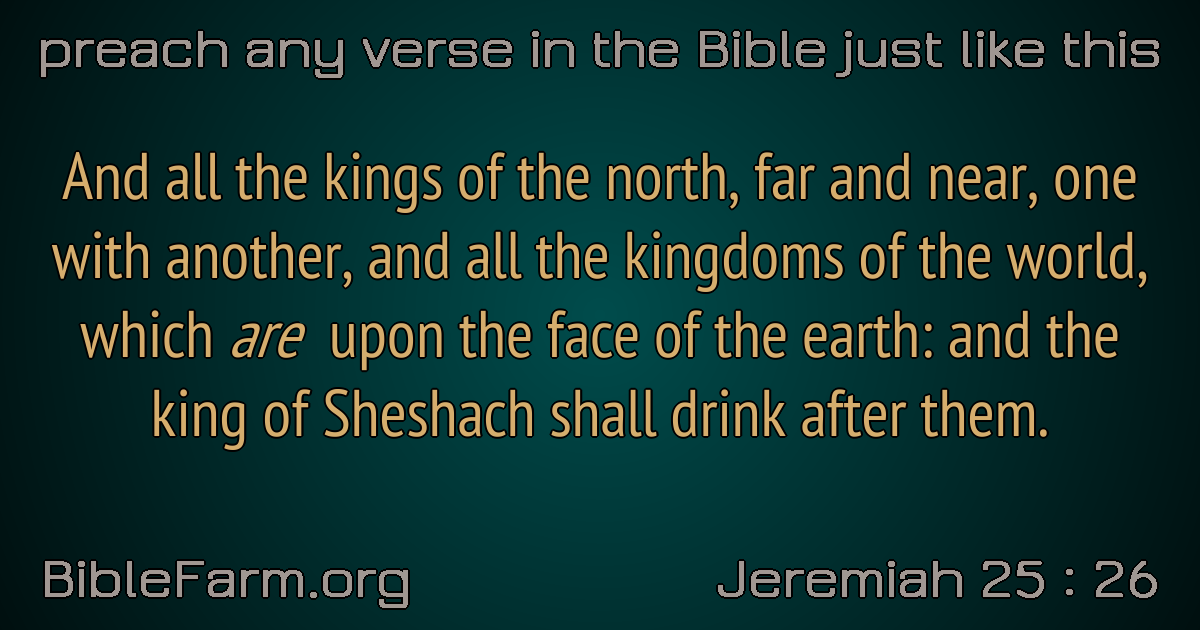 preach any verse in the Bible just like this
And all the kings of the north, far and near, one
with another, and all the kingdoms of the world,
which are upon the face of the earth: and the
king of Sheshach shall drink after them.
BibleFarm.org
Jeremiah 25 : 26